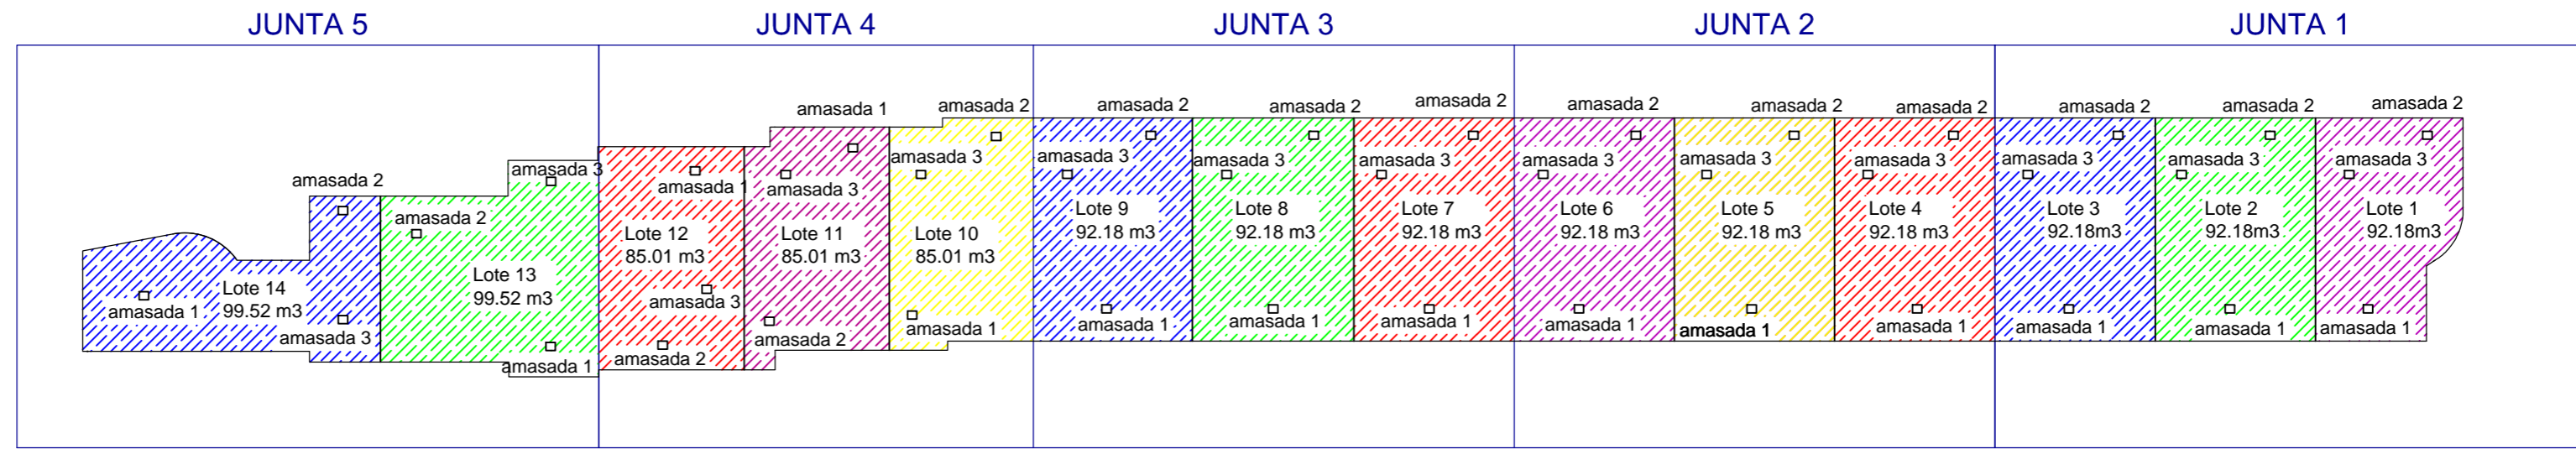 JUNTA 5
JUNTA 4
JUNTA 3
JUNTA 2
JUNTA 1
amasada 2
amasada 3
amasada 2
Lote 14
99.52 m3
amasada 1
amasada 3
Lote 13
99.52 m3
amasada 1
amasada 1
amasada 2
amasada 1
amasada 3
amasada 3
Lote 12
85.01 m3
amasada 3
amasada 2
Lote 11
85.01 m3
amasada 2
Lote 10
85.01 m3
amasada 1
amasada 2
amasada 3
Lote 9
92.18 m3
amasada 1
amasada 2
amasada 3
Lote 8
92.18 m3
amasada 1
amasada 2
amasada 3
Lote 7
92.18 m3
amasada 1
amasada 2
amasada 3
Lote 6
92.18 m3
amasada 1
amasada 2
amasada 3
Lote 5
92.18 m3
amasada 1
amasada 2
amasada 3
Lote 4
92.18 m3
amasada 1
amasada 2
amasada 3
Lote 3
92.18m3
amasada 1
amasada 2
amasada 3
Lote 2
92.18m3
amasada 1
amasada 2
amasada 3
Lote 1
92.18m3
amasada 1